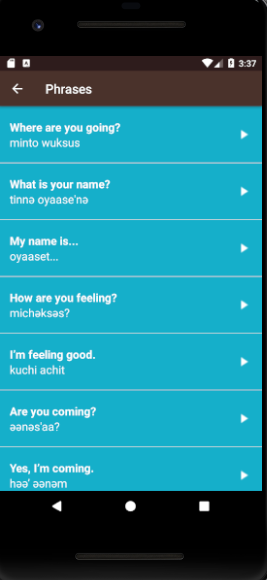 3:37
Phrases
Where are you going?
minto wuksus
What is your name?
tinnə oyaase'nə
My name is...
oyaaset...
How are you feeling?
michəksəs?
I'm feeling good.
kuchi achit
Are you coming?
əənəs'aa?
Yes, I'm coming.
həə' əənəm